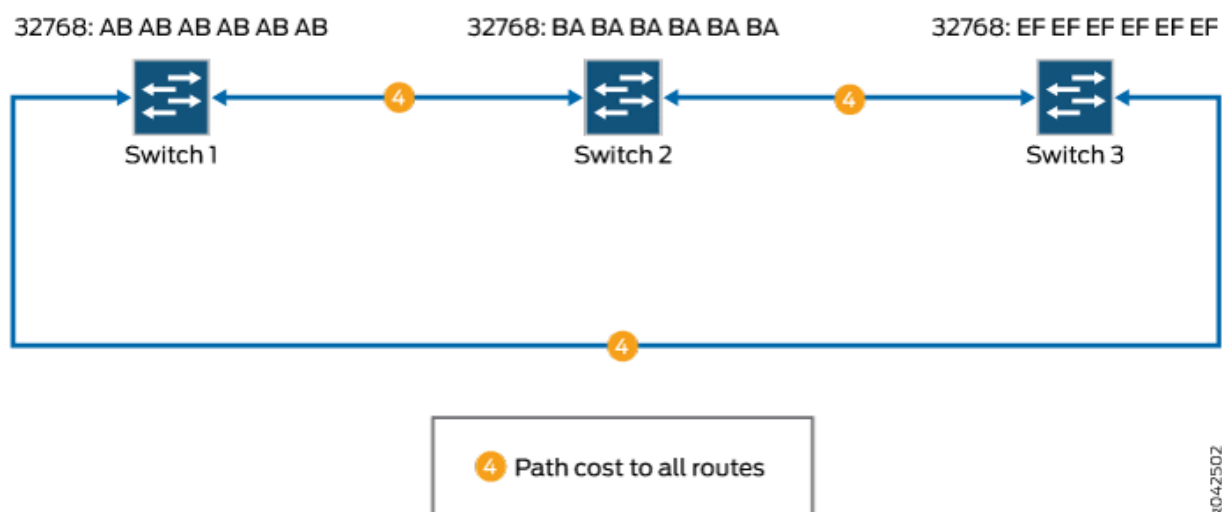 32768: AB AB AB AB AB AB
32768: BA BA BA BA BA BA
32768: EF EF EF EF EF EF
4
4
Switch 1
Switch 2
Switch 3
4
4 Path cost to all routes